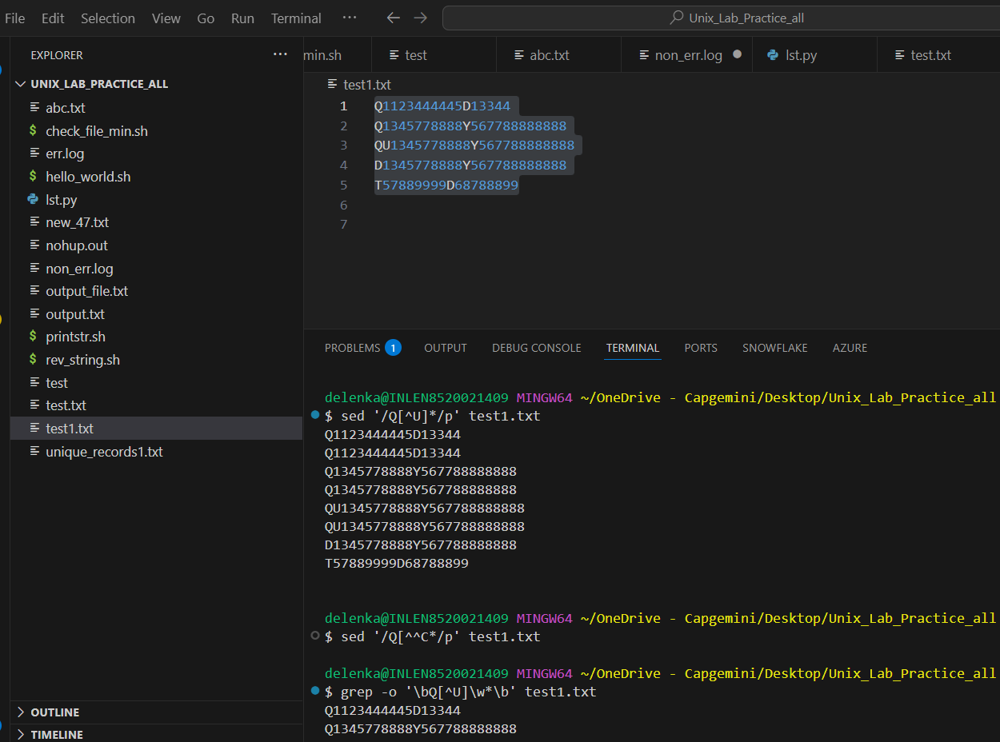 File Edit Selection View Go Run Terminal ··· ← → Unix_Lab_Practice_all
EXPLORER ···
UNIX_LAB_PRACTICE_ALL
abc.txt
$ check_file_min.sh
err.log
$ hello_world.sh
lst.py
new_47.txt
nohup.out
non_err.log
output_file.txt
output.txt
$ printstr.sh
$ rev_string.sh
test
test.txt
test1.txt
unique_records1.txt
OUTLINE
TIMELINE
min.sh test abc.txt non_err.log lst.py test.txt
test1.txt
1 Q1123444445D13344
2 Q1345778888Y567788888888
3 QU1345778888Y567788888888
4 D1345778888Y567788888888
5 T57889999D68788899
6
7
PROBLEMS 1 OUTPUT DEBUG CONSOLE TERMINAL PORTS SNOWFLAKE AZURE
delenka@INLEN8520021409 MINGW64 ~/OneDrive - Capgemini/Desktop/Unix_Lab_Practice_all
$ sed '/Q[^U]*/p' test1.txt
Q1123444445D13344
Q1123444445D13344
Q1345778888Y567788888888
Q1345778888Y567788888888
QU1345778888Y567788888888
QU1345778888Y567788888888
D1345778888Y567788888888
T57889999D68788899
delenka@INLEN8520021409 MINGW64 ~/OneDrive - Capgemini/Desktop/Unix_Lab_Practice_all
$ sed '/Q[^^C*/p' test1.txt
delenka@INLEN8520021409 MINGW64 ~/OneDrive - Capgemini/Desktop/Unix_Lab_Practice_all
$ grep -o '\bQ[^U]\w*\b' test1.txt
Q1123444445D13344
Q1345778888Y567788888888